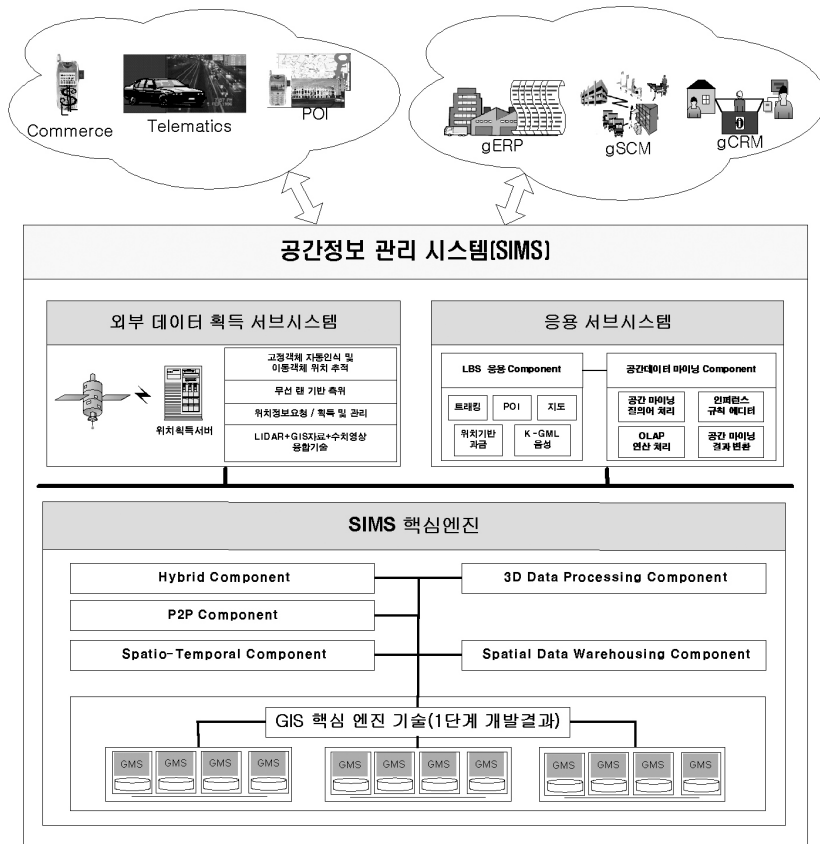 Commerce
Telematics
POI
gERP
gSCM
gCRM
공간정보 관리 시스템(SIMS)
외부 데이터 획득 서브시스템
위치획득서버
고정객체 자동인식 및
이동객체 위치 추적
무선 랜 기반 측위
위치정보요청 / 획득 및 관리
LiDAR+GIS자료+수치영상
융합기술
응용 서브시스템
LBS 응용 Component
트래킹
POI
지도
위치기반
과금
K-GML
음성
공간데이터 마이닝 Component
공간 마이닝
질의어 처리
인퍼런스
규칙 에디터
OLAP
연산 처리
공간 마이닝
결과 변환
SIMS 핵심엔진
Hybrid Component
3D Data Processing Component
P2P Component
Spatio-Temporal Component
Spatial Data Warehousing Component
GIS 핵심 엔진 기술(1단계 개발결과)
GMS GMS GMS GMS
GMS GMS GMS GMS
GMS GMS GMS GMS